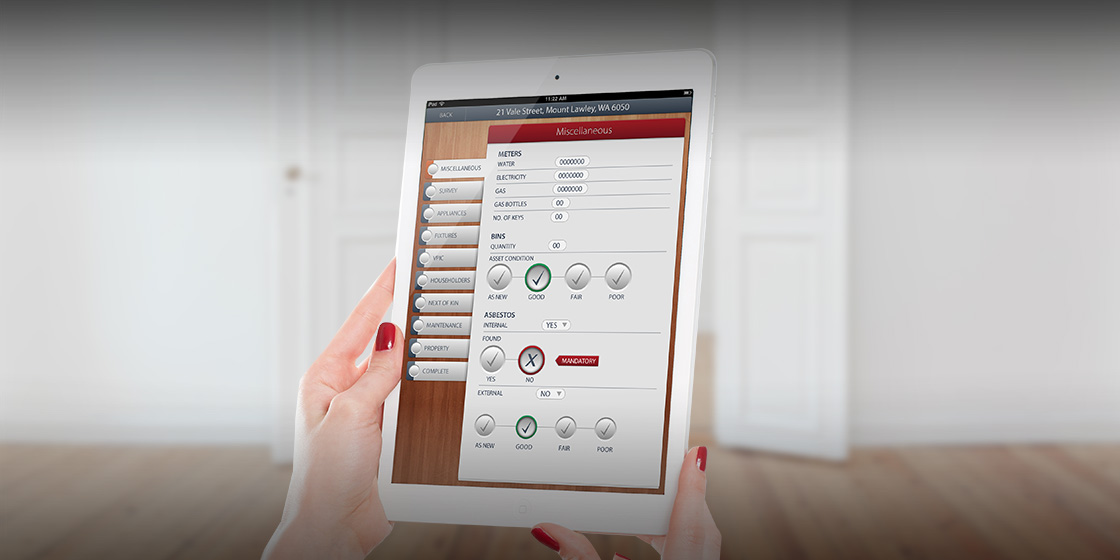 iPad
11:22 AM
BACK
21 Vale Street, Mount Lawley, WA 6050
Miscellaneous
MISCELLANEOUS
SURVEY
APPLIANCES
FIXTURES
HOUSEHOLDERS
NEXT OF KIN
MAINTENANCE
PROPERTY
COMPLETE
METERS
WATER 0000000
ELECTRICITY 0000000
GAS 0000000
GAS BOTTLES 00
NO. OF KEYS 00
BINS
QUANTITY 00
ASSET CONDITION
AS NEW GOOD FAIR POOR
ASBESTOS
INTERNAL YES
FOUND
X MANDATORY
YES NO
EXTERNAL NO
AS NEW GOOD FAIR POOR